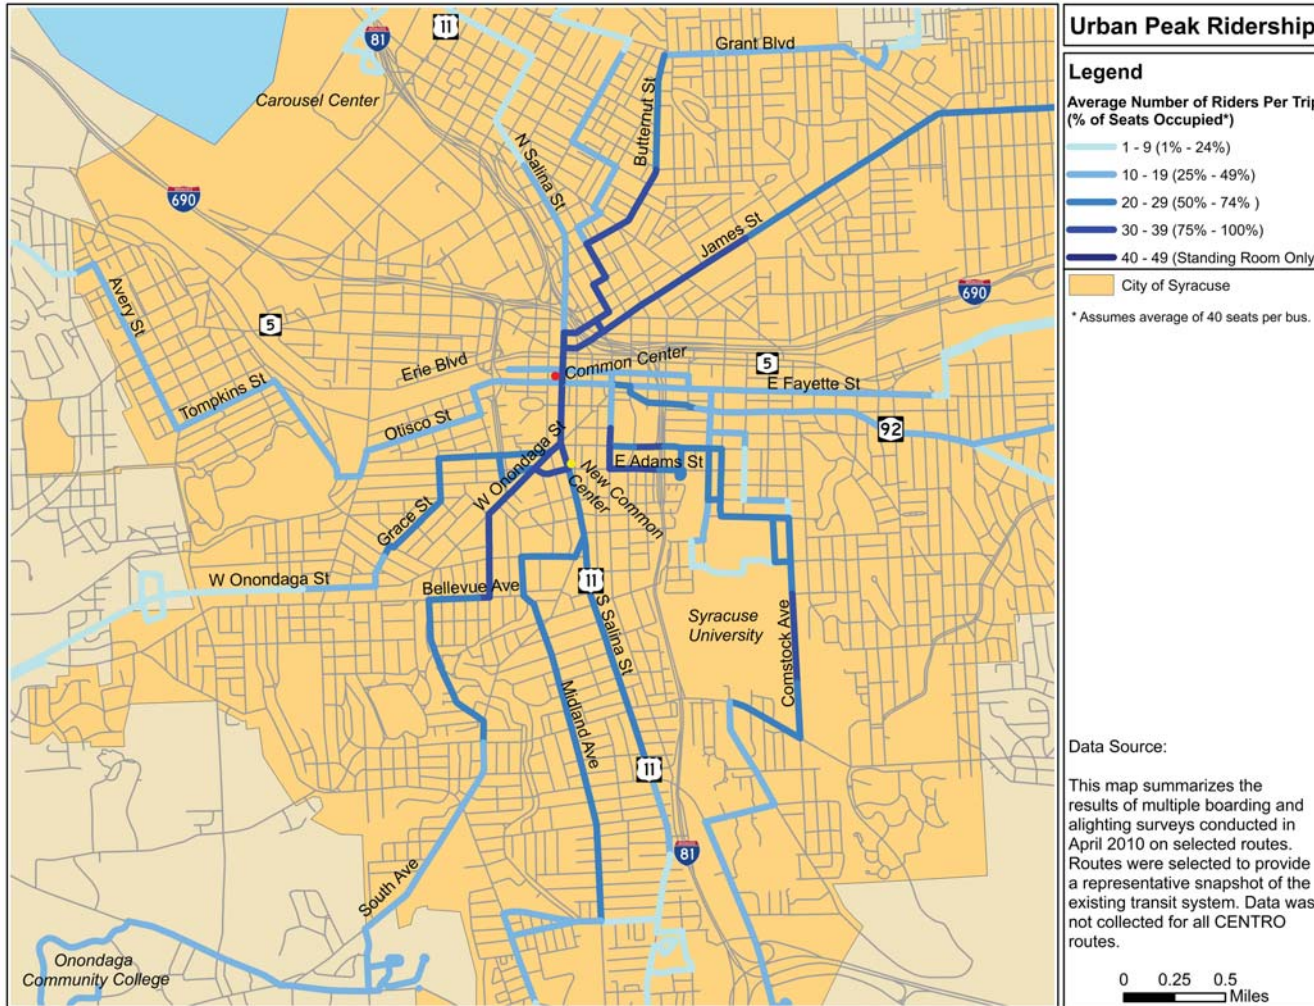 Urban Peak Ridership
Legend
Average Number of Riders Per Trip
(% of Seats Occupied*)
1 - 9 (1% - 24%)
10 - 19 (25% - 49%)
20 - 29 (50% - 74% )
30 - 39 (75% - 100%)
40 - 49 (Standing Room Only
City of Syracuse
* Assumes average of 40 seats per bus.
11
81
Grant Blvd
Carousel Center
Butternut St
N Salina St
690
James St
690
Avery St
5
Erie Blvd
Common Center
5
E Fayette St
Tompkins St
Otisco St
92
W Onondaga St
E Adams St
New Common
Center
Grace St
W Onondaga St
Bellevue Ave
11
S Salina St
Syracuse
University
Comstock Ave
Midland Ave
11
81
South Ave
Onondaga
Community College
Data Source:
This map summarizes the
results of multiple boarding and
alighting surveys conducted in
April 2010 on selected routes.
Routes were selected to provide
a representative snapshot of the
existing transit system. Data was
not collected for all CENTRO
routes.
0 0.25 0.5
Miles